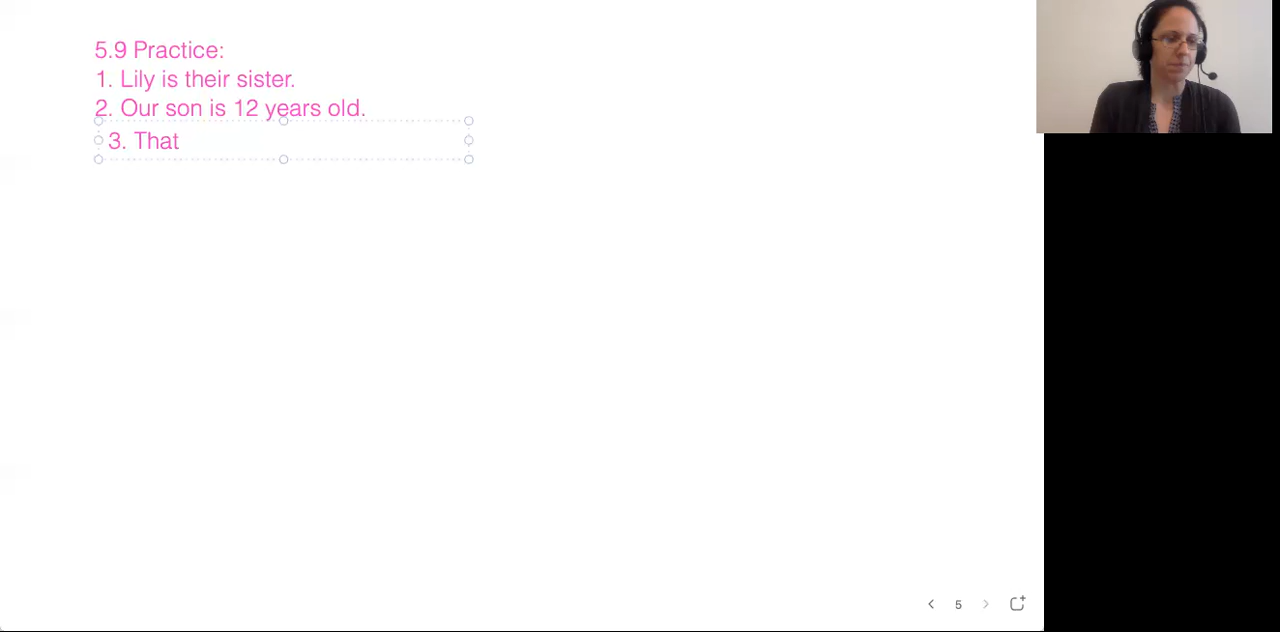 5.9 Practice:
1. Lily is their sister.
2. Our son is 12 years old.
3. That
5